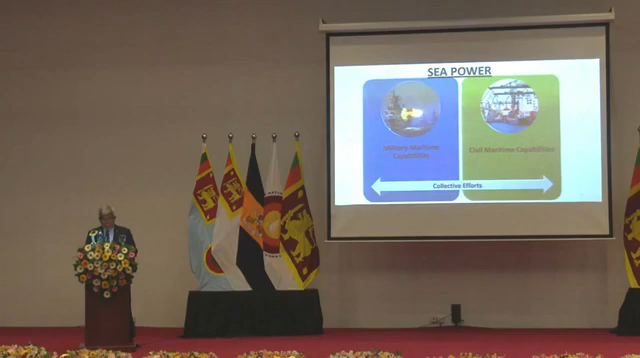 SEA POWER
Military Maritime
Capabilities
Civil Maritime Capabilities
Collective Efforts